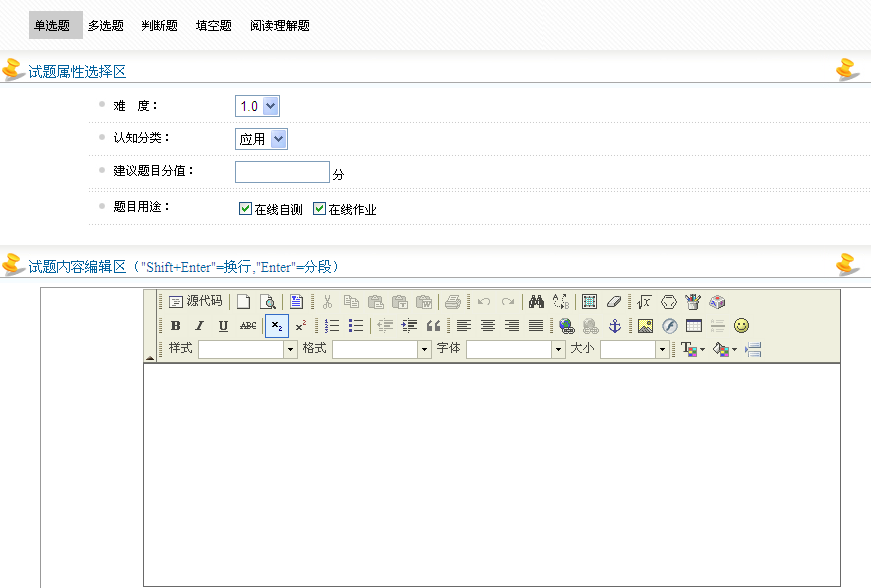 单选题 多选题 判断题 填空题 阅读理解题
试题属性选择区
难 度：
1.0
认知分类：
应用
建议题目分值：
分
题目用途：
在线自测 在线作业
试题内容编辑区（"Shift+Enter"=换行,"Enter"=分段）
源代码
B I U ABC x₂ x²
样式 格式 字体 大小